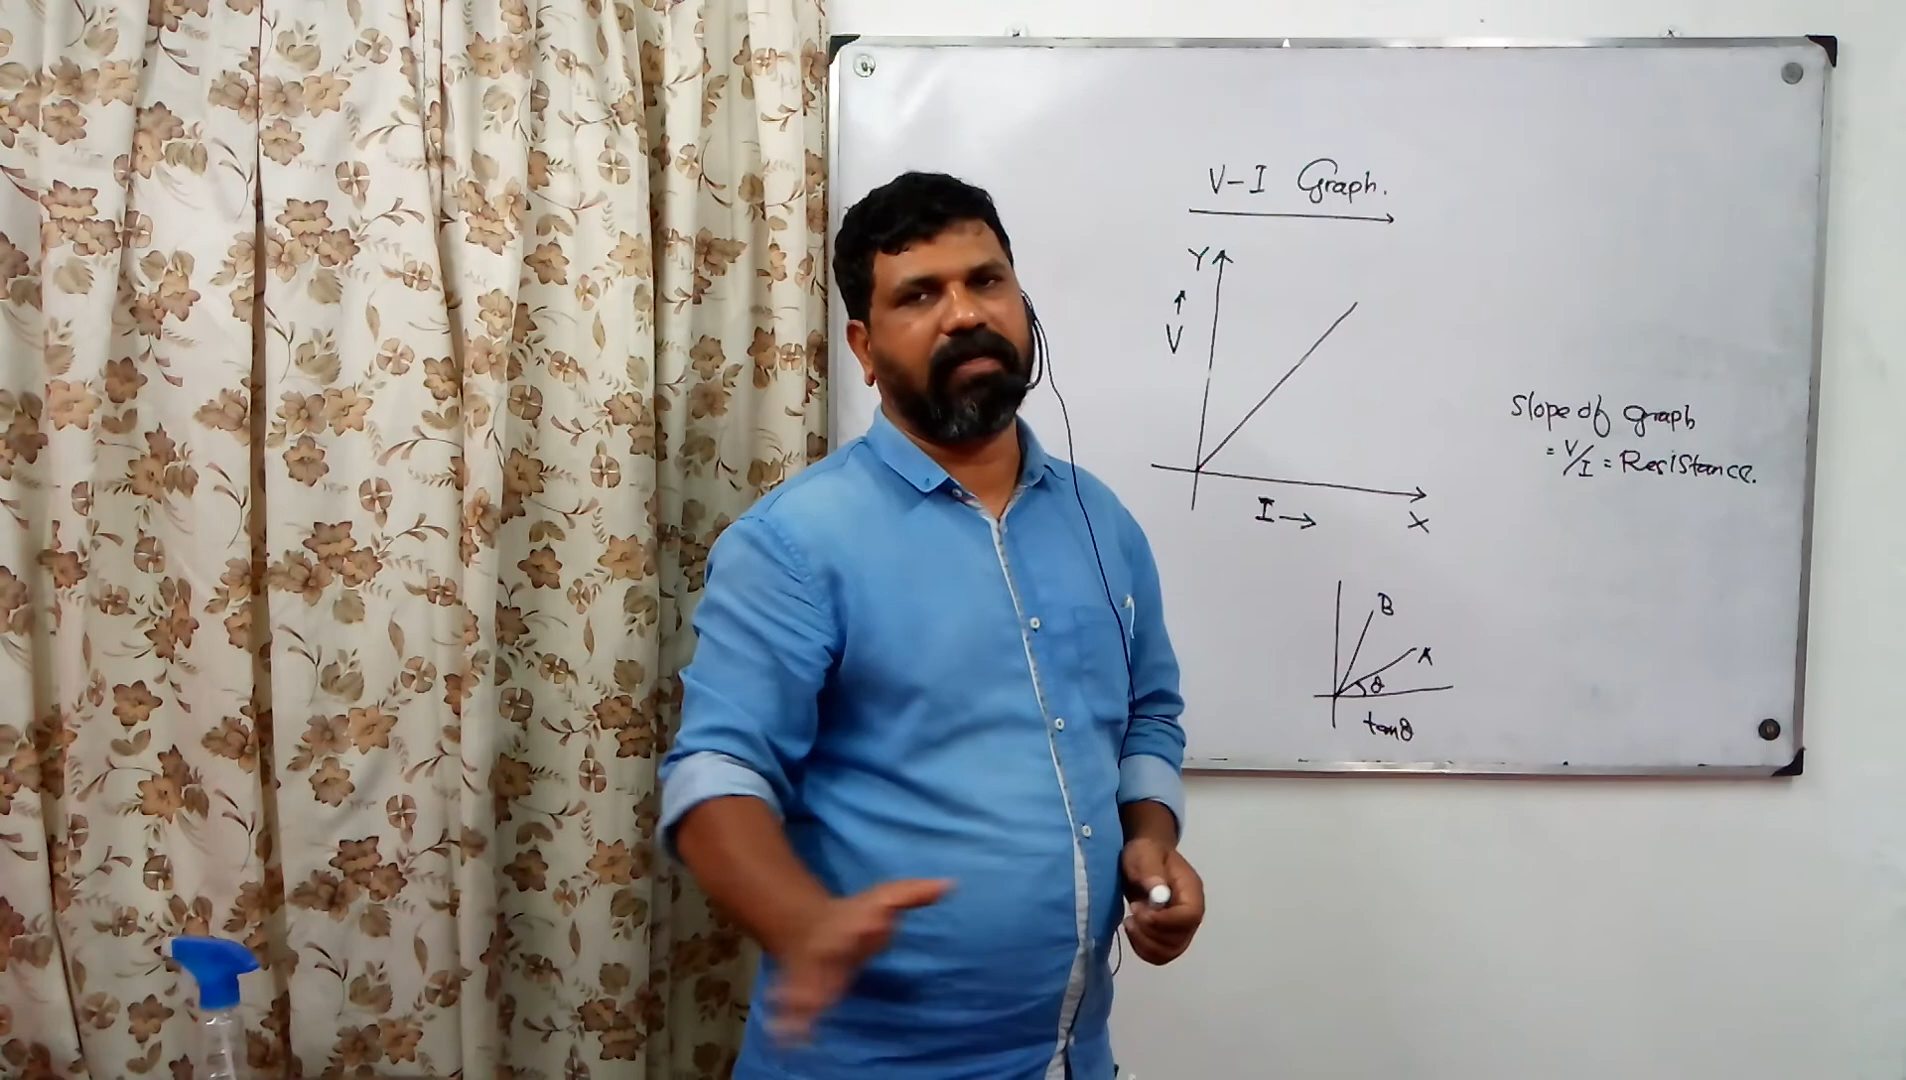 V-I Graph.
Y
V
I
X
Slope of graph
= V/I = Resistance.
B
A
θ
tanθ